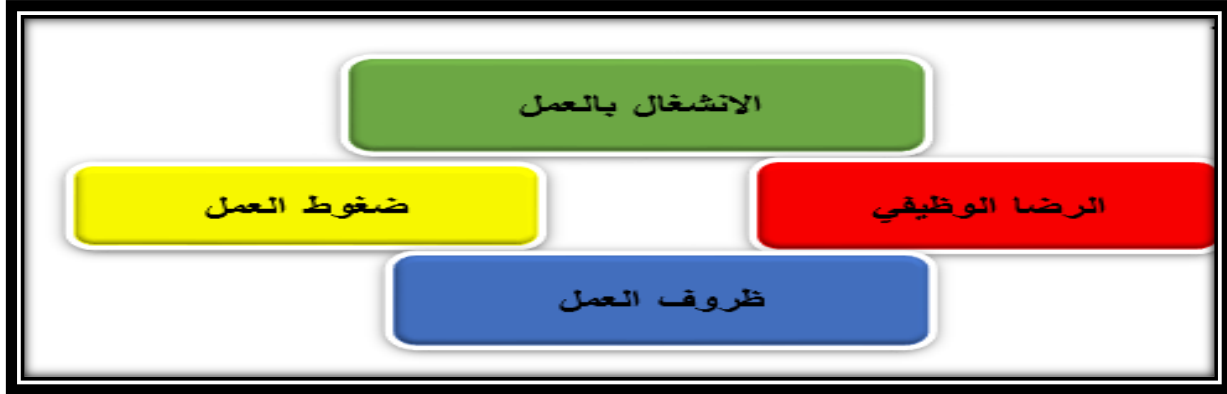 الانشغال بالعمل
الرضا الوظيفي
ضغوط العمل
ظروف العمل